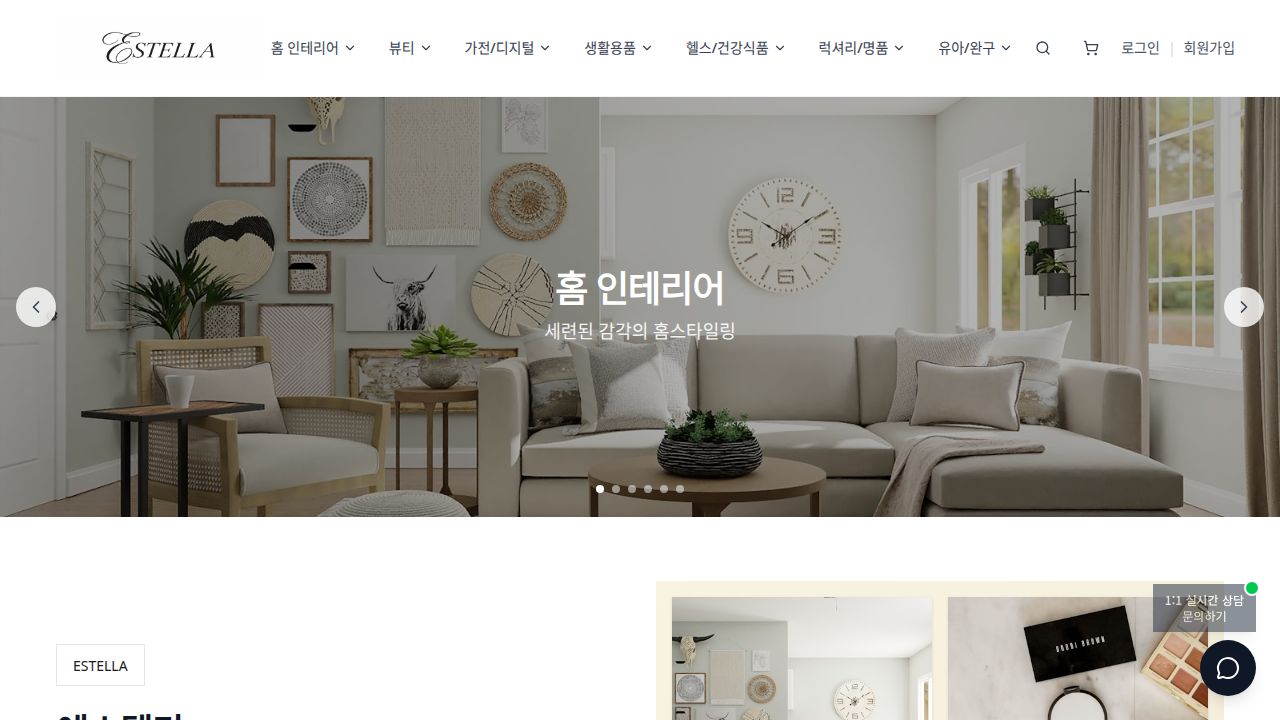 ESTELLA
홈 인테리어
뷰티
가전/디지털
생활용품
헬스/건강식품
럭셔리/명품
유아/완구
로그인 | 회원가입
홈 인테리어
세련된 감각의 홈스타일링
1:1 실시간 상담
문의하기
BOBBI BROWN
ESTELLA